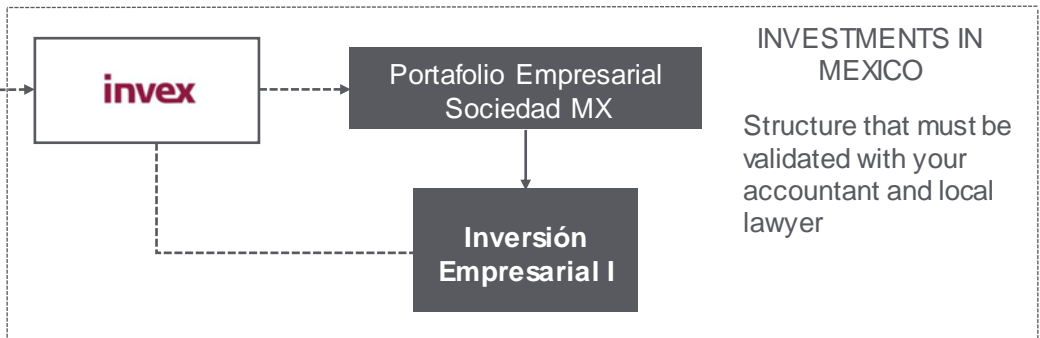 invex
Portafolio Empresarial
Sociedad MX
Inversión
Empresarial I
INVESTMENTS IN
MEXICO
Structure that must be
validated with your
accountant and local
lawyer